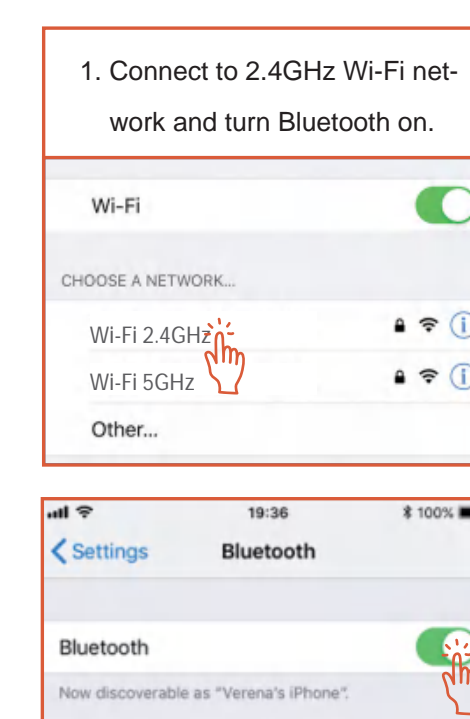 1. Connect to 2.4GHz Wi-Fi net-
work and turn Bluetooth on.
Wi-Fi
CHOOSE A NETWORK...
Wi-Fi 2.4GHz
Wi-Fi 5GHz
Other...
19:36 100%
Settings Bluetooth
Bluetooth
Now discoverable as "Verena's iPhone".